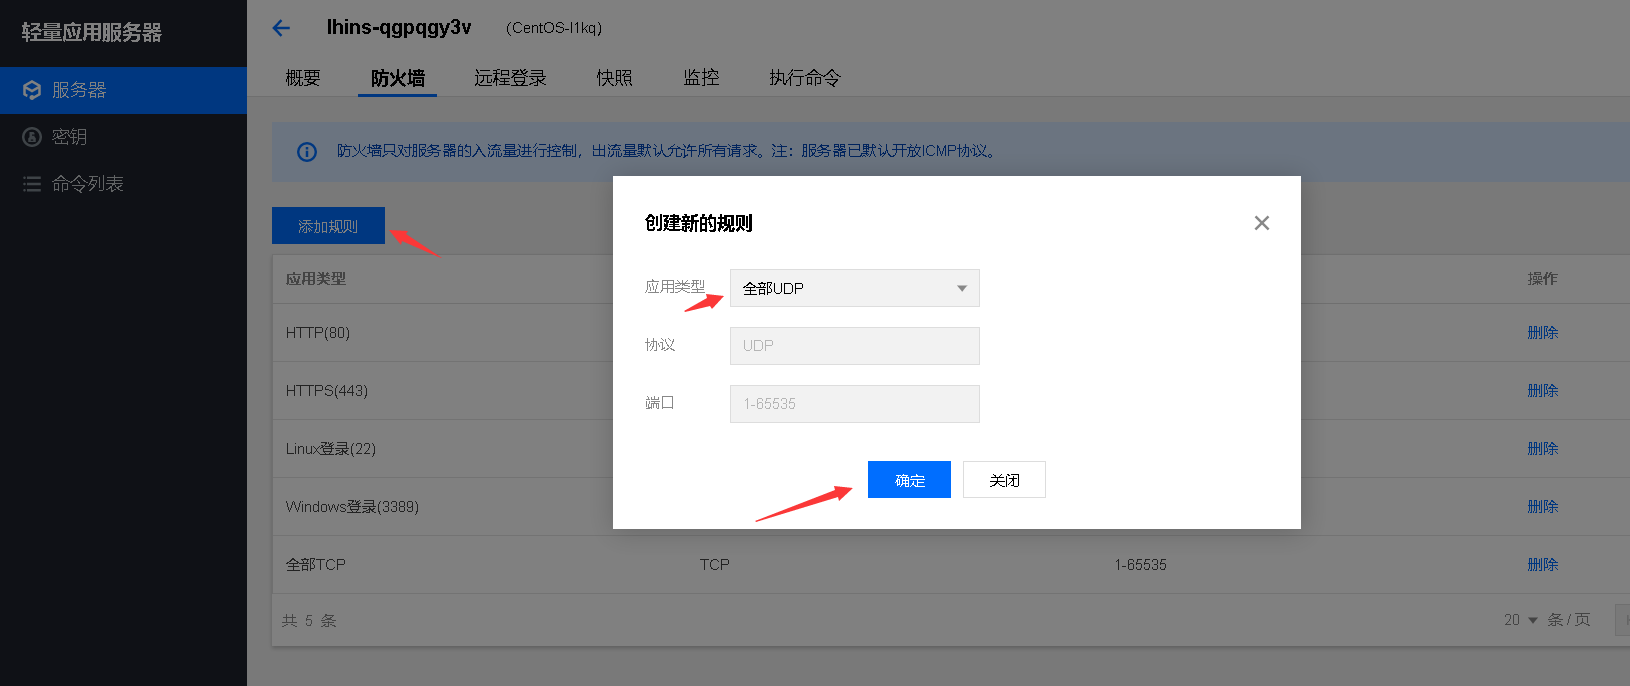 轻量应用服务器
服务器
密钥
命令列表
lhins-qgpqgy3v (CentOS-l1kq)
概要 防火墙 远程登录 快照 监控 执行命令
防火墙只对服务器的入流量进行控制，出流量默认允许所有请求。注：服务器已默认开放ICMP协议。
添加规则
应用类型 操作
HTTP(80) 删除
HTTPS(443) 删除
Linux登录(22) 删除
Windows登录(3389) 删除
全部TCP TCP 1-65535 删除
共 5 条 20 条 / 页
创建新的规则
应用类型 全部UDP
协议 UDP
端口 1-65535
确定 关闭